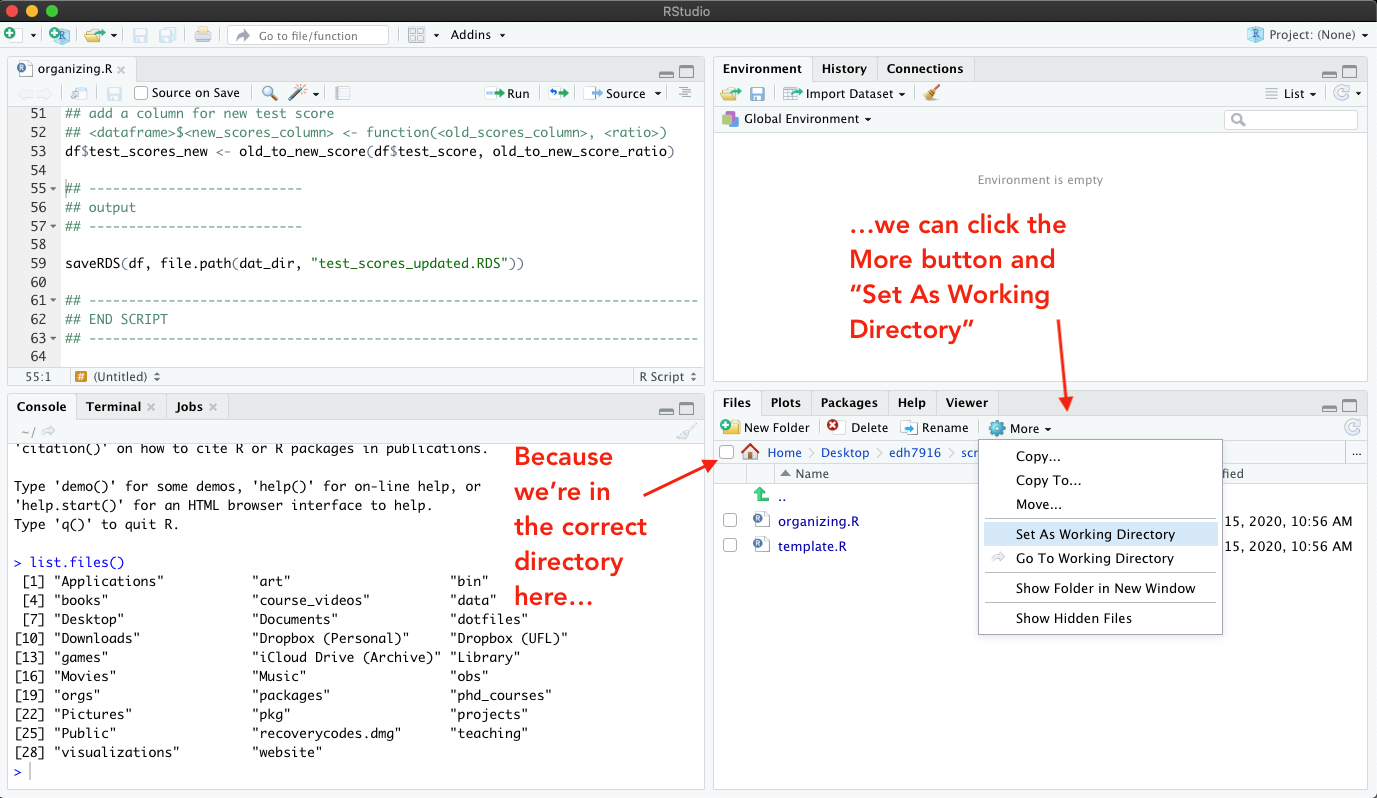 RStudio
Go to file/function
Addins
Project: (None)
organizing.R
Source on Save
Run
Source
51 ## add a column for new test score
52 ## <dataframe>$<new_scores_column> <- function(<old_scores_column>, <ratio>)
53 df$test_scores_new <- old_to_new_score(df$test_score, old_to_new_score_ratio)
54
55 ## ---------------------------
56 ## output
57 ## ---------------------------
58
59 saveRDS(df, file.path(dat_dir, "test_scores_updated.RDS"))
60
61 ## -----------------------------------------------------------------------------
62 ## END SCRIPT
63 ## -----------------------------------------------------------------------------
64
55:1 # (Untitled) R Script
Console Terminal Jobs
~/
'citation()' on how to cite R or R packages in publications.
Type 'demo()' for some demos, 'help()' for on-line help, or
'help.start()' for an HTML browser interface to help.
Type 'q()' to quit R.
> list.files()
[1] "Applications" "art" "bin"
[4] "books" "course_videos" "data"
[7] "Desktop" "Documents" "dotfiles"
[10] "Downloads" "Dropbox (Personal)" "Dropbox (UFL)"
[13] "games" "iCloud Drive (Archive)" "Library"
[16] "Movies" "Music" "obs"
[19] "orgs" "packages" "phd_courses"
[22] "Pictures" "pkg" "projects"
[25] "Public" "recoverycodes.dmg" "teaching"
[28] "visualizations" "website"
>
Because
we’re in
the correct
directory
here…
Environment History Connections
Import Dataset List
Global Environment
Environment is empty
…we can click the
More button and
“Set As Working
Directory”
Files Plots Packages Help Viewer
New Folder Delete Rename More
Home Desktop edh7916 scr ...
Name fied
..
organizing.R 15, 2020, 10:56 AM
template.R 15, 2020, 10:56 AM
Copy...
Copy To...
Move...
Set As Working Directory
Go To Working Directory
Show Folder in New Window
Show Hidden Files